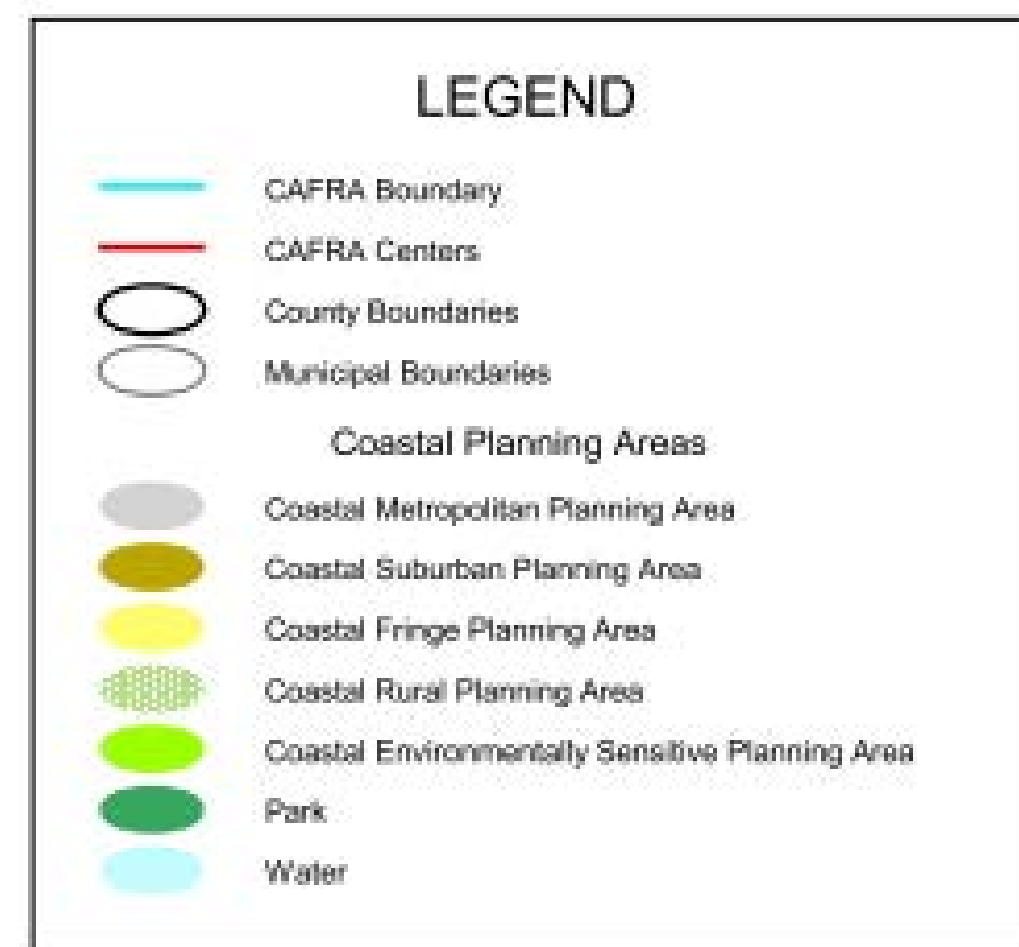 LEGEND
CAFRA Boundary
CAFRA Centers
County Boundaries
Municipal Boundaries
Coastal Planning Areas
Coastal Metropolitan Planning Area
Coastal Suburban Planning Area
Coastal Fringe Planning Area
Coastal Rural Planning Area
Coastal Environmentally Sensitive Planning Area
Park
Water